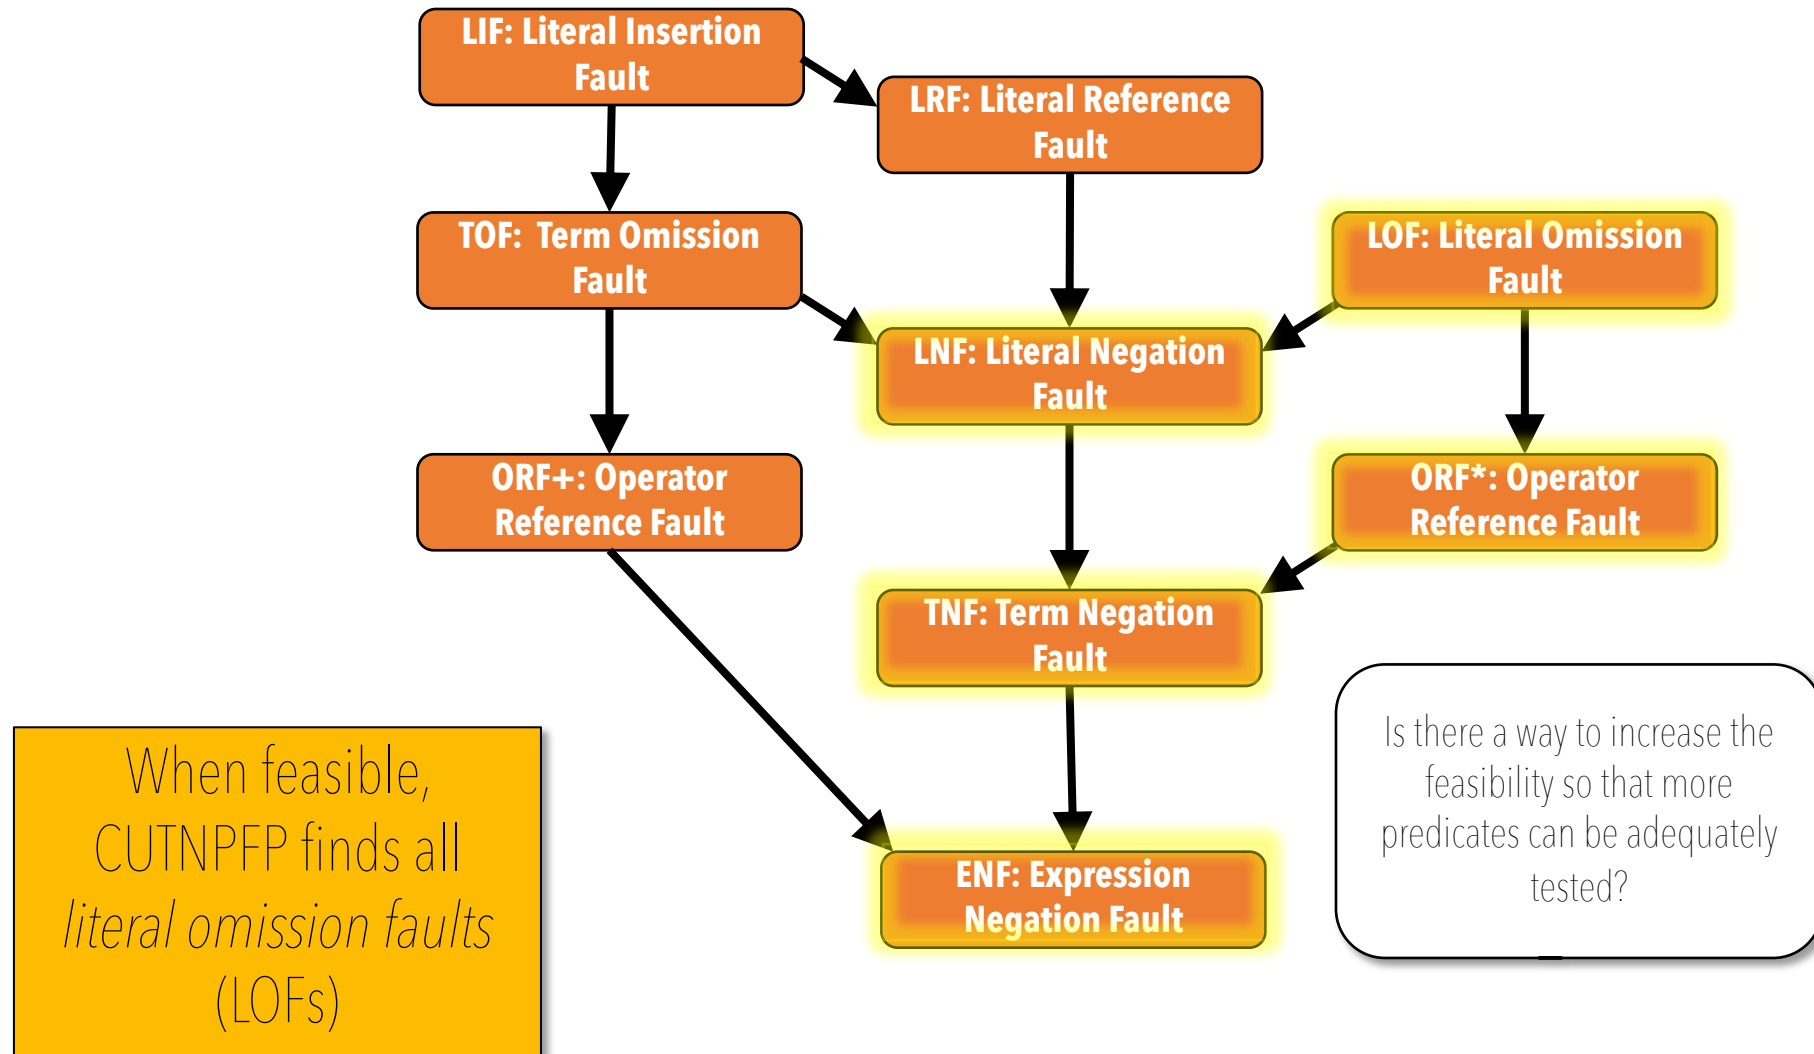 LIF: Literal Insertion
Fault
LRF: Literal Reference
Fault
TOF: Term Omission
Fault
LOF: Literal Omission
Fault
LNF: Literal Negation
Fault
ORF+: Operator
Reference Fault
ORF*: Operator
Reference Fault
TNF: Term Negation
Fault
ENF: Expression
Negation Fault
When feasible,
CUTNPFP finds all
literal omission faults
(LOFs)
Is there a way to increase the
feasibility so that more
predicates can be adequately
tested?